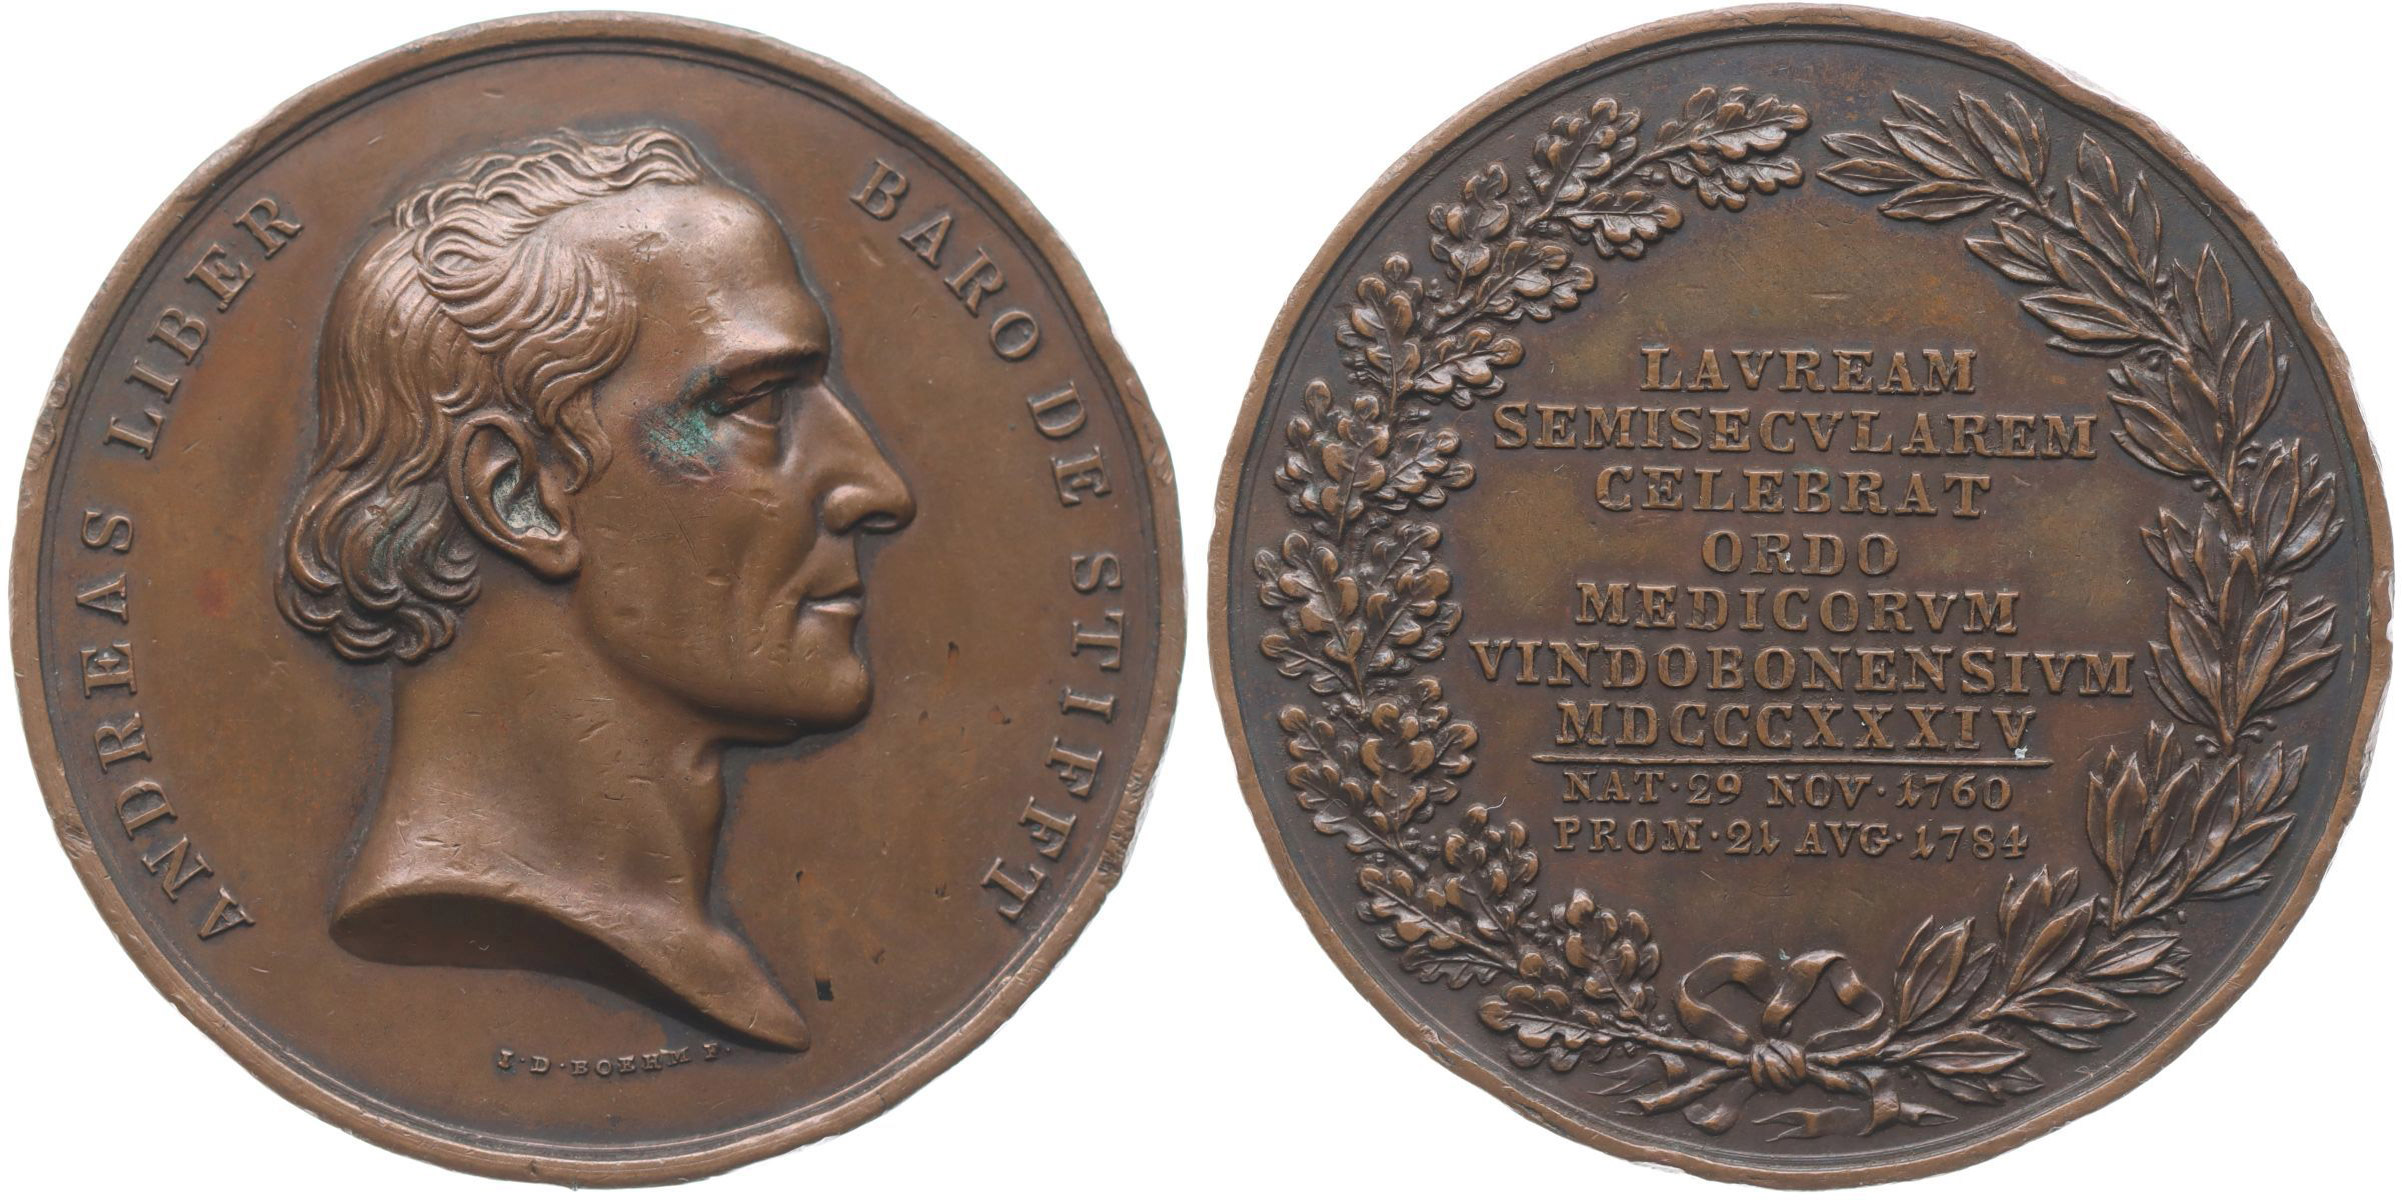 ANDREAS LIBER BARO DE STIFFT
I·D·BOEHM F.
LAVREAM
SEMISECVLAREM
CELEBRAT
ORDO
MEDICORVM
VINDOBONENSIVM
MDCCCXXXIV
NAT·29 NOV·1760
PROM·21 AVG·1784